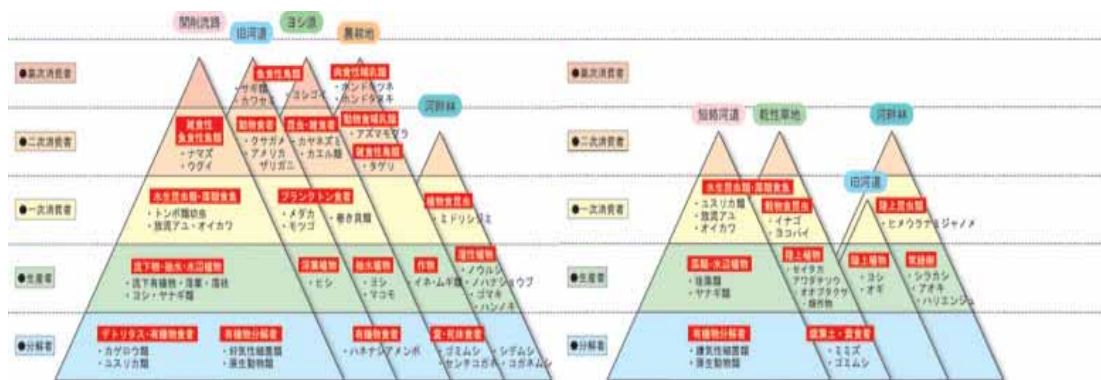 開削流路
旧河道
ヨシ原
農耕地
河畔林
●高次消費者
魚食性鳥類
・サギ類
・カワセミ
・ヨシゴイ
肉食性哺乳類
・ホンドギツネ
・ホンドタヌキ
●二次消費者
雑食性
魚食性魚類
・ナマズ
・ウグイ
動物食者
・クサガメ
・アメリカ
ザリガニ
昆虫・雑食者
・カヤネズミ
・カエル類
動物食哺乳類
・アズマモグラ
雑食性鳥類
・タゲリ
●一次消費者
水生昆虫類・藻類食魚
・トンボ類幼虫
・放流アユ・オイカワ
プランクトン食者
・メダカ
・モツゴ
・巻き貝類
植物食昆虫
・ミドリシジミ
●生産者
流下物・抽水・水辺植物
・流下有機物・落葉・落枝
・ヨシ・ヤナギ類
浮葉植物
・ヒシ
抽水植物
・ヨシ
・マコモ
作物
・イネ・ムギ類
湿性植物
・ノウルシ
・ノハナショウブ
・ゴマキ
・ハンノキ
●分解者
デトリタス・有機物食者
・カゲロウ類
・ユスリカ類
有機物分解者
・好気性細菌類
・原生動物類
有機物食者
・ハネナシアメンボ
糞・死体食者
・ゴミムシ
・センチコガネ
・シデムシ
・コガネムシ
短絡河道
乾性草地
河畔林
旧河道
●高次消費者
●二次消費者
●一次消費者
水生昆虫類・藻類食魚
・ユスリカ類
・放流アユ
・オイカワ
穀物食昆虫
・イナゴ
・ヨコバイ
陸上昆虫類
・ヒメウラナミジャノメ
●生産者
藻類・水辺植物
・珪藻類
・ヤナギ類
陸上植物
・セイタカ
アワダチソウ
・オオブタクサ
・畑作物
陸上植物
・ヨシ
・オギ
常緑樹
・シラカシ
・アオキ
・ハリエンジュ
●分解者
有機物分解者
・嫌気性細菌類
・原生動物類
腐葉土・糞食者
・ミミズ
・ゴミムシ